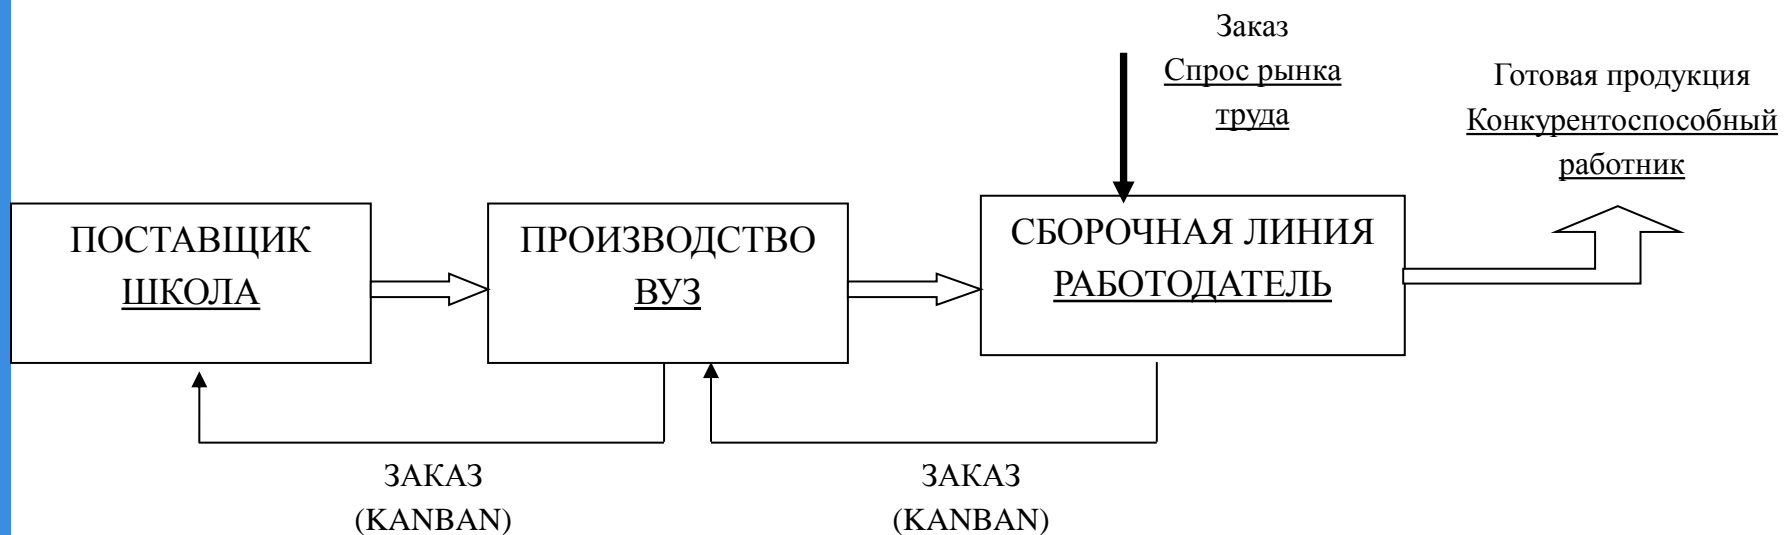 Заказ
Спрос рынка
труда
Готовая продукция
Конкурентоспособный
работник
ПОСТАВЩИК
ШКОЛА
ПРОИЗВОДСТВО
ВУЗ
СБОРОЧНАЯ ЛИНИЯ
РАБОТОДАТЕЛЬ
ЗАКАЗ
(KANBAN)
ЗАКАЗ
(KANBAN)